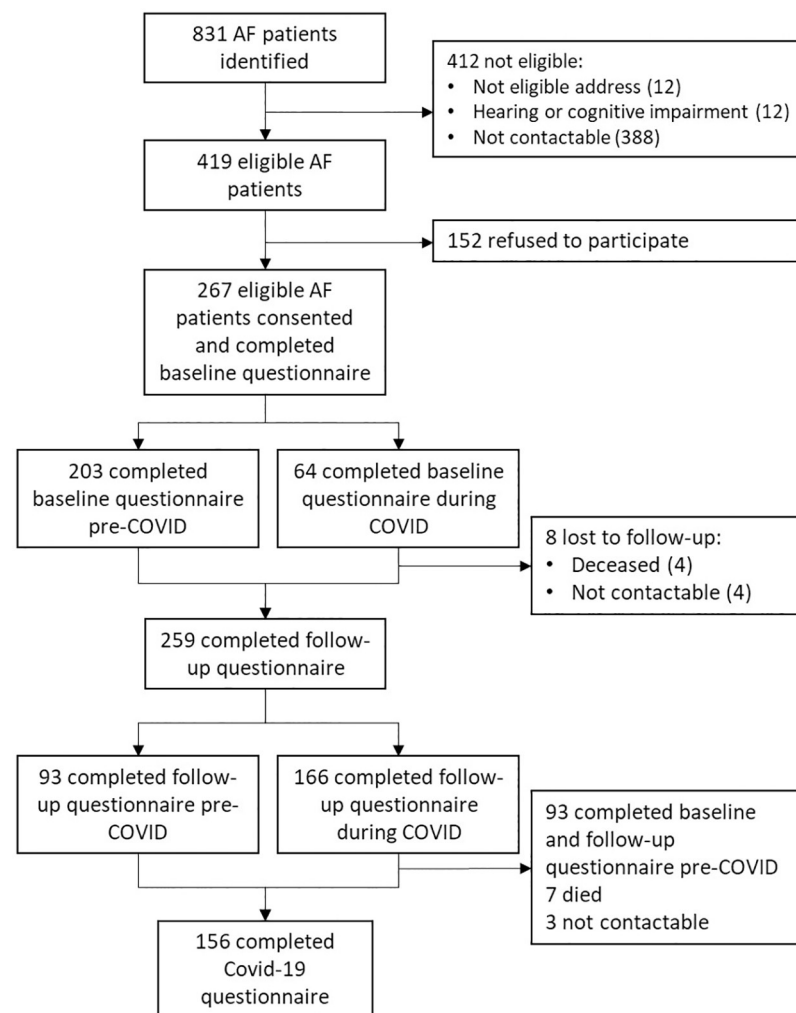 831 AF patients
identified
412 not eligible:
• Not eligible address (12)
• Hearing or cognitive impairment (12)
• Not contactable (388)
419 eligible AF
patients
152 refused to participate
267 eligible AF
patients consented
and completed
baseline questionnaire
203 completed
baseline questionnaire
pre-COVID
64 completed baseline
questionnaire during
COVID
8 lost to follow-up:
• Deceased (4)
• Not contactable (4)
259 completed follow-
up questionnaire
93 completed follow-
up questionnaire pre-
COVID
166 completed follow-
up questionnaire
during COVID
93 completed baseline
and follow-up
questionnaire pre-COVID
7 died
3 not contactable
156 completed
Covid-19
questionnaire